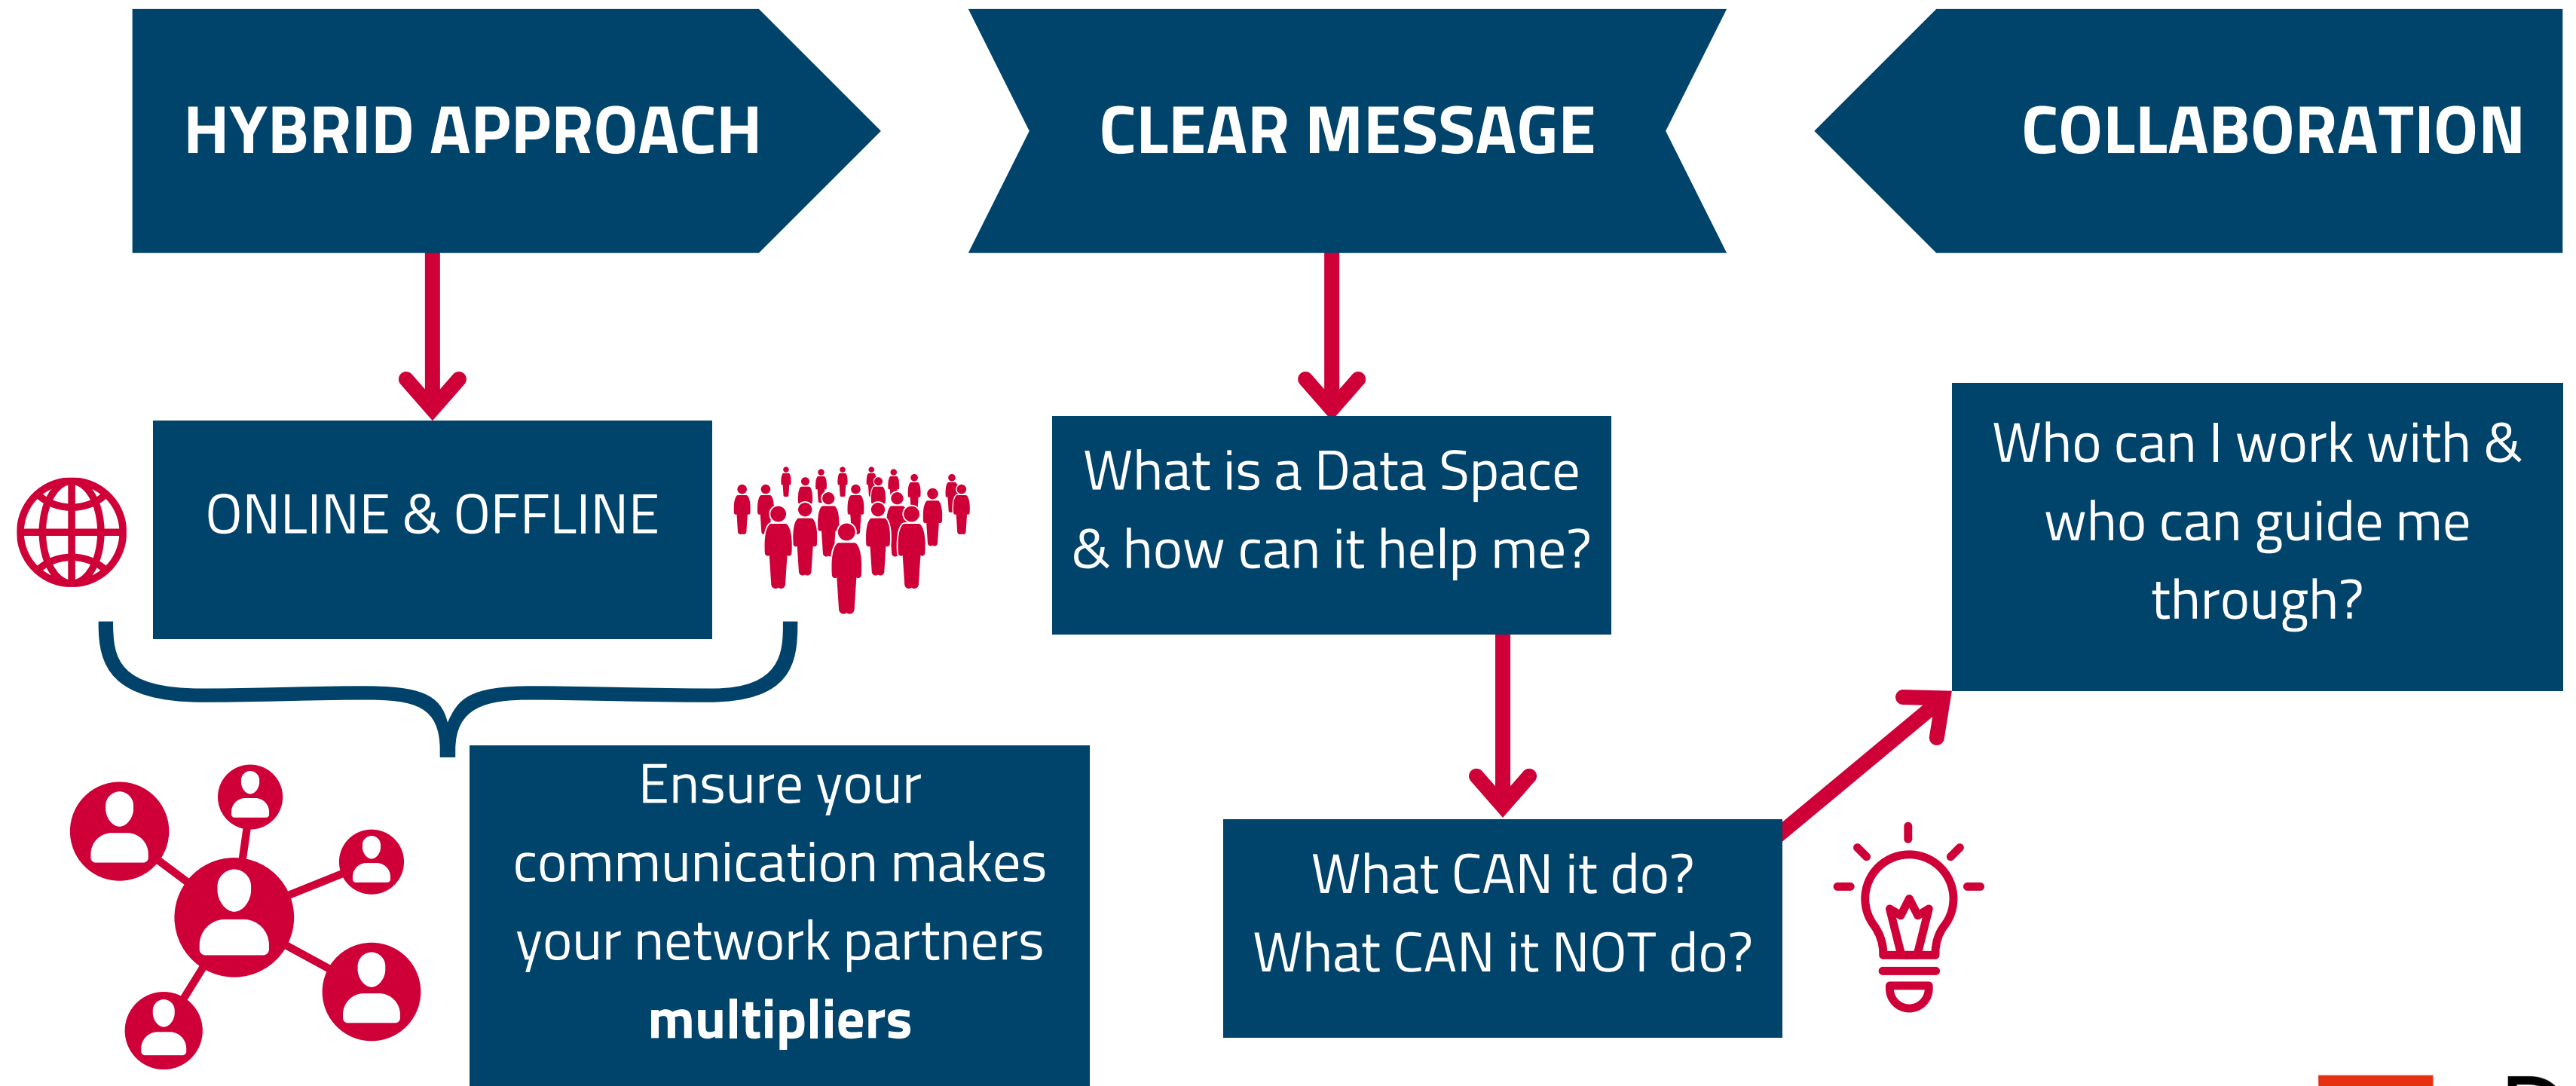 HYBRID APPROACH
CLEAR MESSAGE
COLLABORATION
ONLINE & OFFLINE
What is a Data Space
& how can it help me?
Who can I work with &
who can guide me
through?
Ensure your
communication makes
your network partners
multipliers
What CAN it do?
What CAN it NOT do?